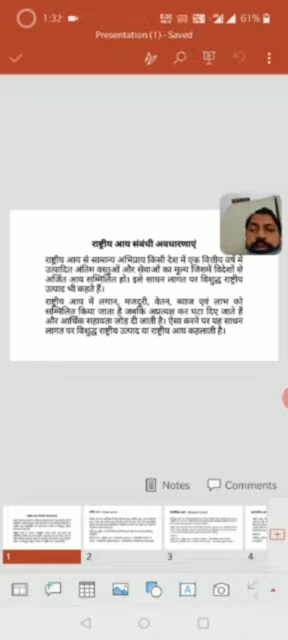 1:32
61%
Presentation (1) - Saved
राष्ट्रीय आय संबंधी अवधारणाएं
राष्ट्रीय आय से सामान्य अभिप्राय किसी देश में एक वित्तीय वर्ष में
उत्पादित अंतिम वस्तुओं और सेवाओं का मूल्य जिसमें विदेशों से
अर्जित आय सम्मिलित हो। इसे साधन लागत पर विशुद्ध राष्ट्रीय
उत्पाद भी कहते हैं।
राष्ट्रीय आय में लगान, मजदूरी, वेतन, ब्याज एवं लाभ को
सम्मिलित किया जाता है जबकि अप्रत्यक्ष कर घटा दिए जाते हैं
और आर्थिक सहायता जोड़ दी जाती है। ऐसा करने पर यह साधन
लागत पर विशुद्ध राष्ट्रीय उत्पाद या राष्ट्रीय आय कहलाती है।
Notes
Comments
1
2
3
4